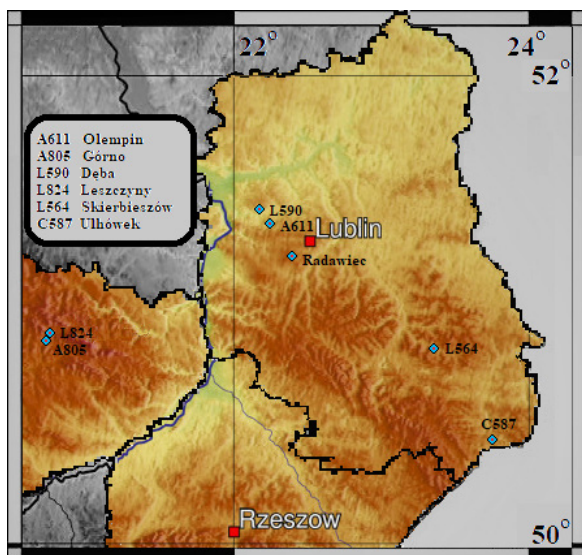 22° 24°
52°
A611 Olempin
A805 Górno
L590 Dęba
L824 Leszczyny
L564 Skierbieszów
C587 Ulhówek
L590
A611
Lublin
Radawiec
L824
A805
L564
C587
Rzeszow
50°